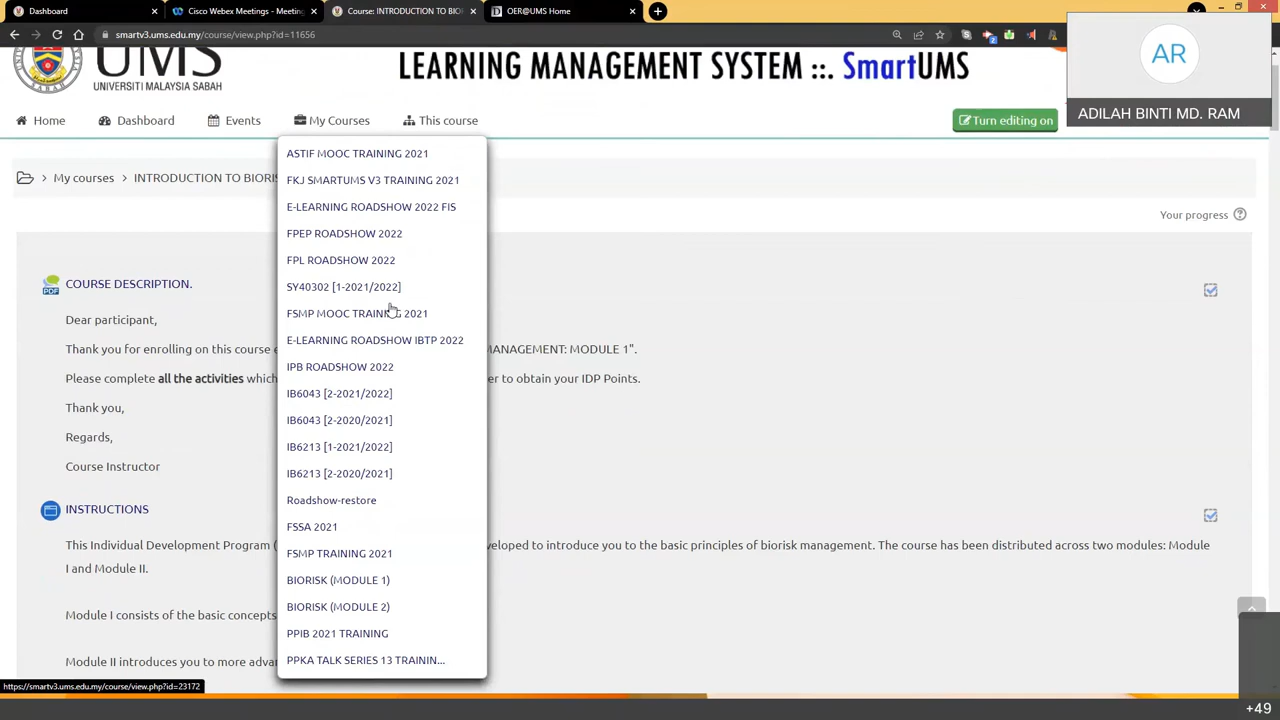 Dashboard
Cisco Webex Meetings - Meeting
Course: INTRODUCTION TO BIOR
OER@UMS Home
smartv3.ums.edu.my/course/view.php?id=11656
UMS
UNIVERSITI MALAYSIA SABAH
LEARNING MANAGEMENT SYSTEM ::. SmartUMS
AR
ADILAH BINTI MD. RAM
Home
Dashboard
Events
My Courses
This course
Turn editing on
My courses
INTRODUCTION TO BIORIS
Your progress
ASTIF MOOC TRAINING 2021
FKJ SMARTUMS V3 TRAINING 2021
E-LEARNING ROADSHOW 2022 FIS
FPEP ROADSHOW 2022
FPL ROADSHOW 2022
SY40302 [1-2021/2022]
FSMP MOOC TRAINING 2021
E-LEARNING ROADSHOW IBTP 2022
IPB ROADSHOW 2022
IB6043 [2-2021/2022]
IB6043 [2-2020/2021]
IB6213 [1-2021/2022]
IB6213 [2-2020/2021]
Roadshow-restore
FSSA 2021
FSMP TRAINING 2021
BIORISK (MODULE 1)
BIORISK (MODULE 2)
PPIB 2021 TRAINING
PPKA TALK SERIES 13 TRAININ...
COURSE DESCRIPTION.
Dear participant,
Thank you for enrolling on this course e MANAGEMENT: MODULE 1".
Please complete all the activities which er to obtain your IDP Points.
Thank you,
Regards,
Course Instructor
INSTRUCTIONS
This Individual Development Program ( veloped to introduce you to the basic principles of biorisk management. The course has been distributed across two modules: Module
I and Module II.
Module I consists of the basic concepts
Module II introduces you to more advan
https://smartv3.ums.edu.my/course/view.php?id=23172
+49